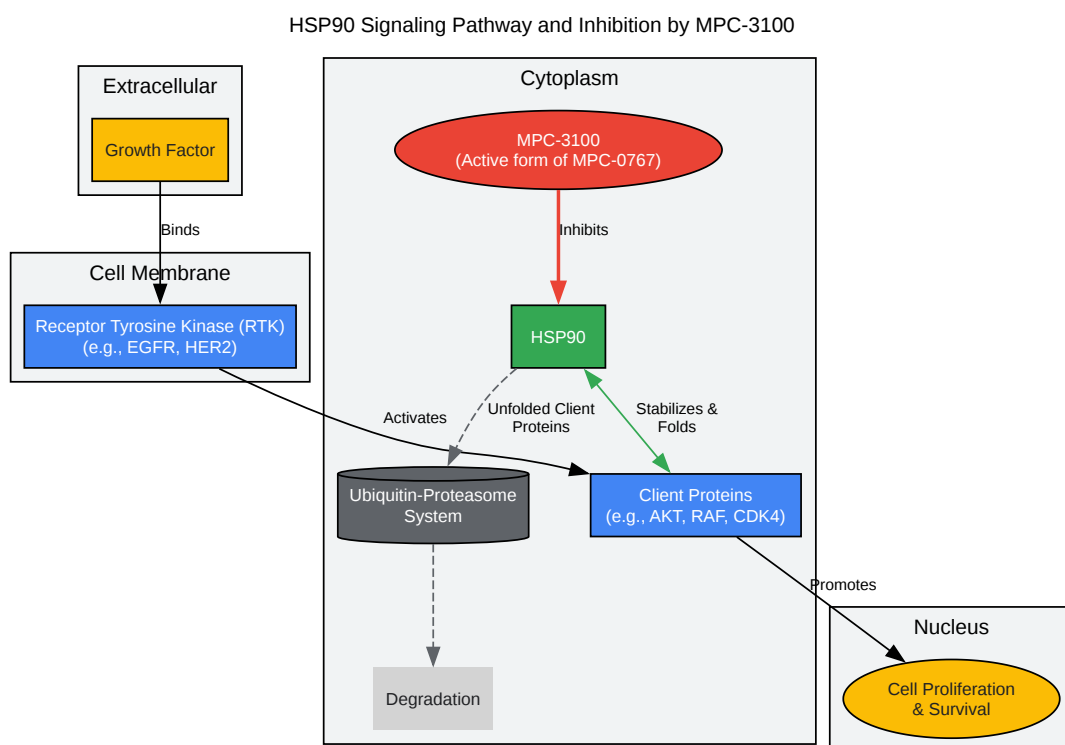 HSP90 Signaling Pathway and Inhibition by MPC-3100
Extracellular
Growth Factor
Binds
Cell Membrane
Receptor Tyrosine Kinase (RTK)
(e.g., EGFR, HER2)
Cytoplasm
MPC-3100
(Active form of MPC-0767)
Inhibits
HSP90
Activates
Unfolded Client
Proteins
Stabilizes &
Folds
Ubiquitin-Proteasome
System
Client Proteins
(e.g., AKT, RAF, CDK4)
Degradation
Promotes
Nucleus
Cell Proliferation
& Survival